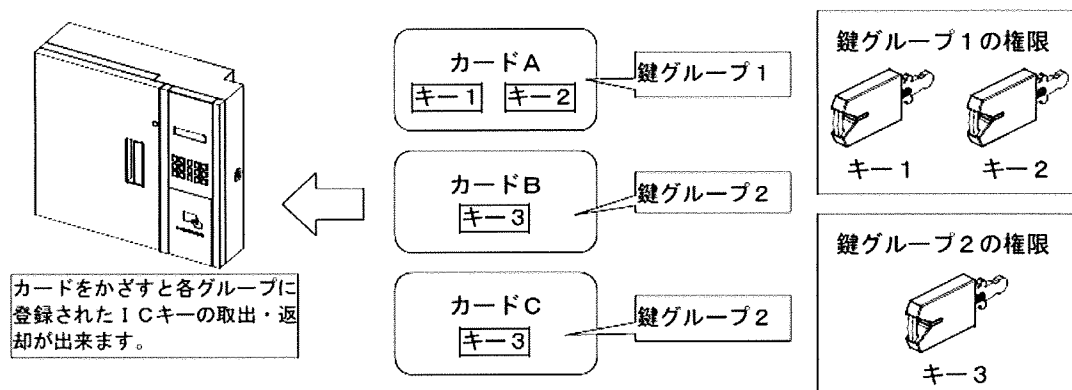 カードをかざすと各グループに
登録されたＩＣキーの取出・返
却が出来ます。
カードＡ
キー１ キー２
鍵グループ１
カードＢ
キー３
鍵グループ２
カードＣ
キー３
鍵グループ２
鍵グループ１の権限
キー１ キー２
鍵グループ２の権限
キー３